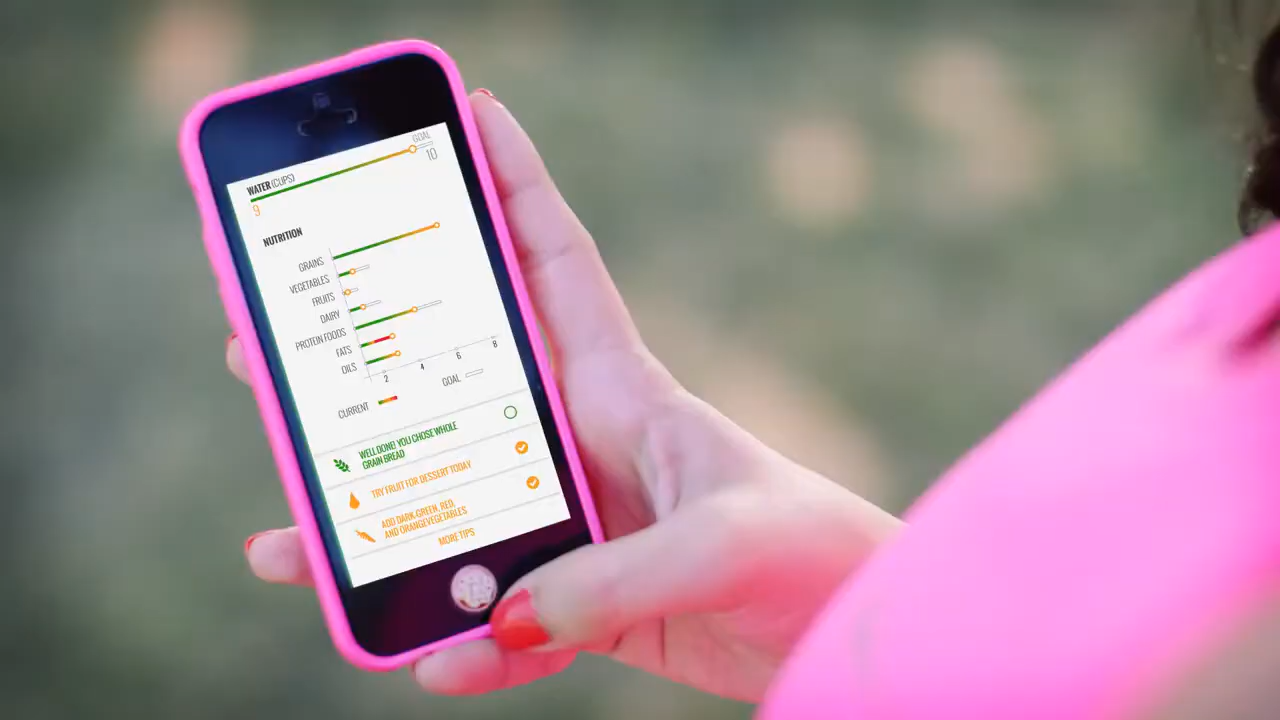 GOAL
WATER (CUPS)
9
10
NUTRITION
GRAINS
VEGETABLES
FRUITS
DAIRY
PROTEIN FOODS
FATS
OILS
2 4 6 8
GOAL
CURRENT
WELL DONE! YOU CHOSE WHOLE
GRAIN BREAD
TRY FRUIT FOR DESSERT TODAY
ADD DARK-GREEN, RED,
AND ORANGEVEGETABLES
MORE TIPS